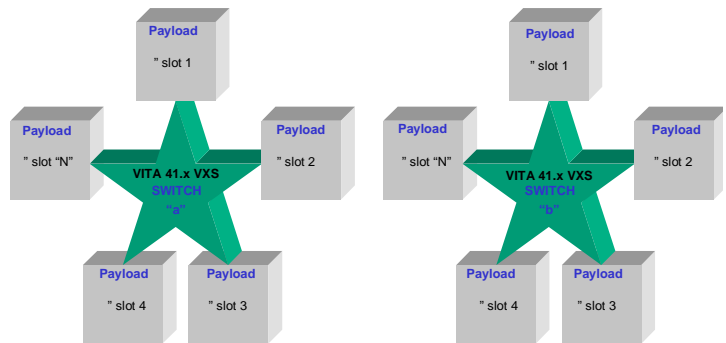 Payload
” slot 1
Payload
” slot “N”
Payload
” slot 2
VITA 41.x VXS
SWITCH
“a”
Payload
” slot 4
Payload
” slot 3
Payload
” slot 1
Payload
” slot “N”
Payload
” slot 2
VITA 41.x VXS
SWITCH
“b”
Payload
” slot 4
Payload
” slot 3